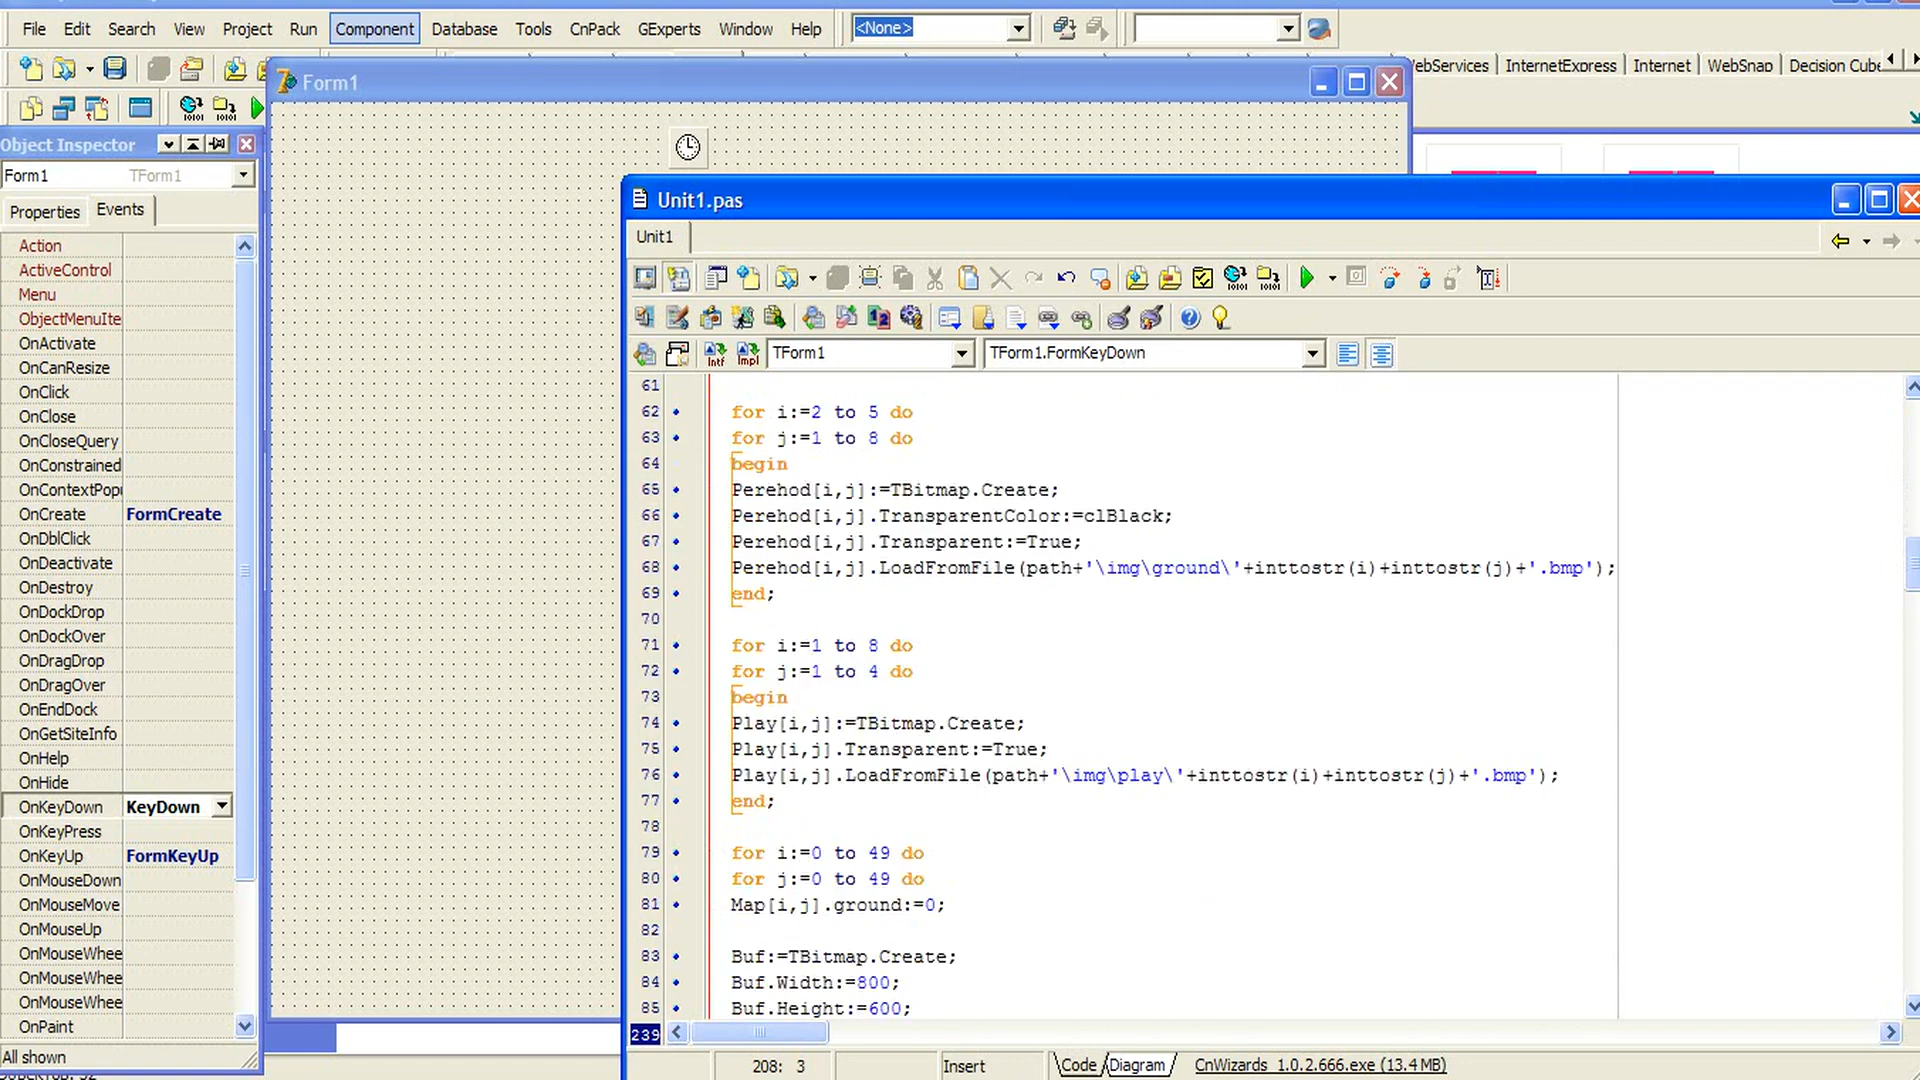 File Edit Search View Project Run Component Database Tools CnPack GExperts Window Help <None>
WebServices InternetExpress Internet WebSnap Decision Cube
Form1
Object Inspector
Form1 TForm1
Properties Events
Action
ActiveControl
Menu
ObjectMenuIte
OnActivate
OnCanResize
OnClick
OnClose
OnCloseQuery
OnConstrained
OnContextPopu
OnCreate FormCreate
OnDblClick
OnDeactivate
OnDestroy
OnDockDrop
OnDockOver
OnDragDrop
OnDragOver
OnEndDock
OnGetSiteInfo
OnHelp
OnHide
OnKeyDown KeyDown
OnKeyPress
OnKeyUp FormKeyUp
OnMouseDown
OnMouseMove
OnMouseUp
OnMouseWhee
OnMouseWhee
OnMouseWhee
OnPaint
All shown
Unit1.pas
Unit1
TForm1 TForm1.FormKeyDown
61
62 for i:=2 to 5 do
63 for j:=1 to 8 do
64 begin
65 Perehod[i,j]:=TBitmap.Create;
66 Perehod[i,j].TransparentColor:=clBlack;
67 Perehod[i,j].Transparent:=True;
68 Perehod[i,j].LoadFromFile(path+'\img\ground\'+inttostr(i)+inttostr(j)+'.bmp');
69 end;
70
71 for i:=1 to 8 do
72 for j:=1 to 4 do
73 begin
74 Play[i,j]:=TBitmap.Create;
75 Play[i,j].Transparent:=True;
76 Play[i,j].LoadFromFile(path+'\img\play\'+inttostr(i)+inttostr(j)+'.bmp');
77 end;
78
79 for i:=0 to 49 do
80 for j:=0 to 49 do
81 Map[i,j].ground:=0;
82
83 Buf:=TBitmap.Create;
84 Buf.Width:=800;
85 Buf.Height:=600;
239
208: 3 Insert Code Diagram CnWizards_1.0.2.666.exe (13.4 MB)